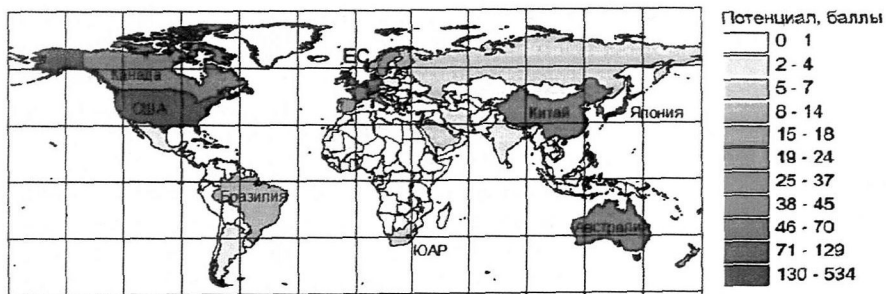 Потенциал, баллы
0 1
2 - 4
5 - 7
8 - 14
15 - 18
19 - 24
25 - 37
38 - 45
46 - 70
71 - 129
130 - 534
ЕС
Канада
США
Китай
Япония
Бразилия
Австралия
ЮАР